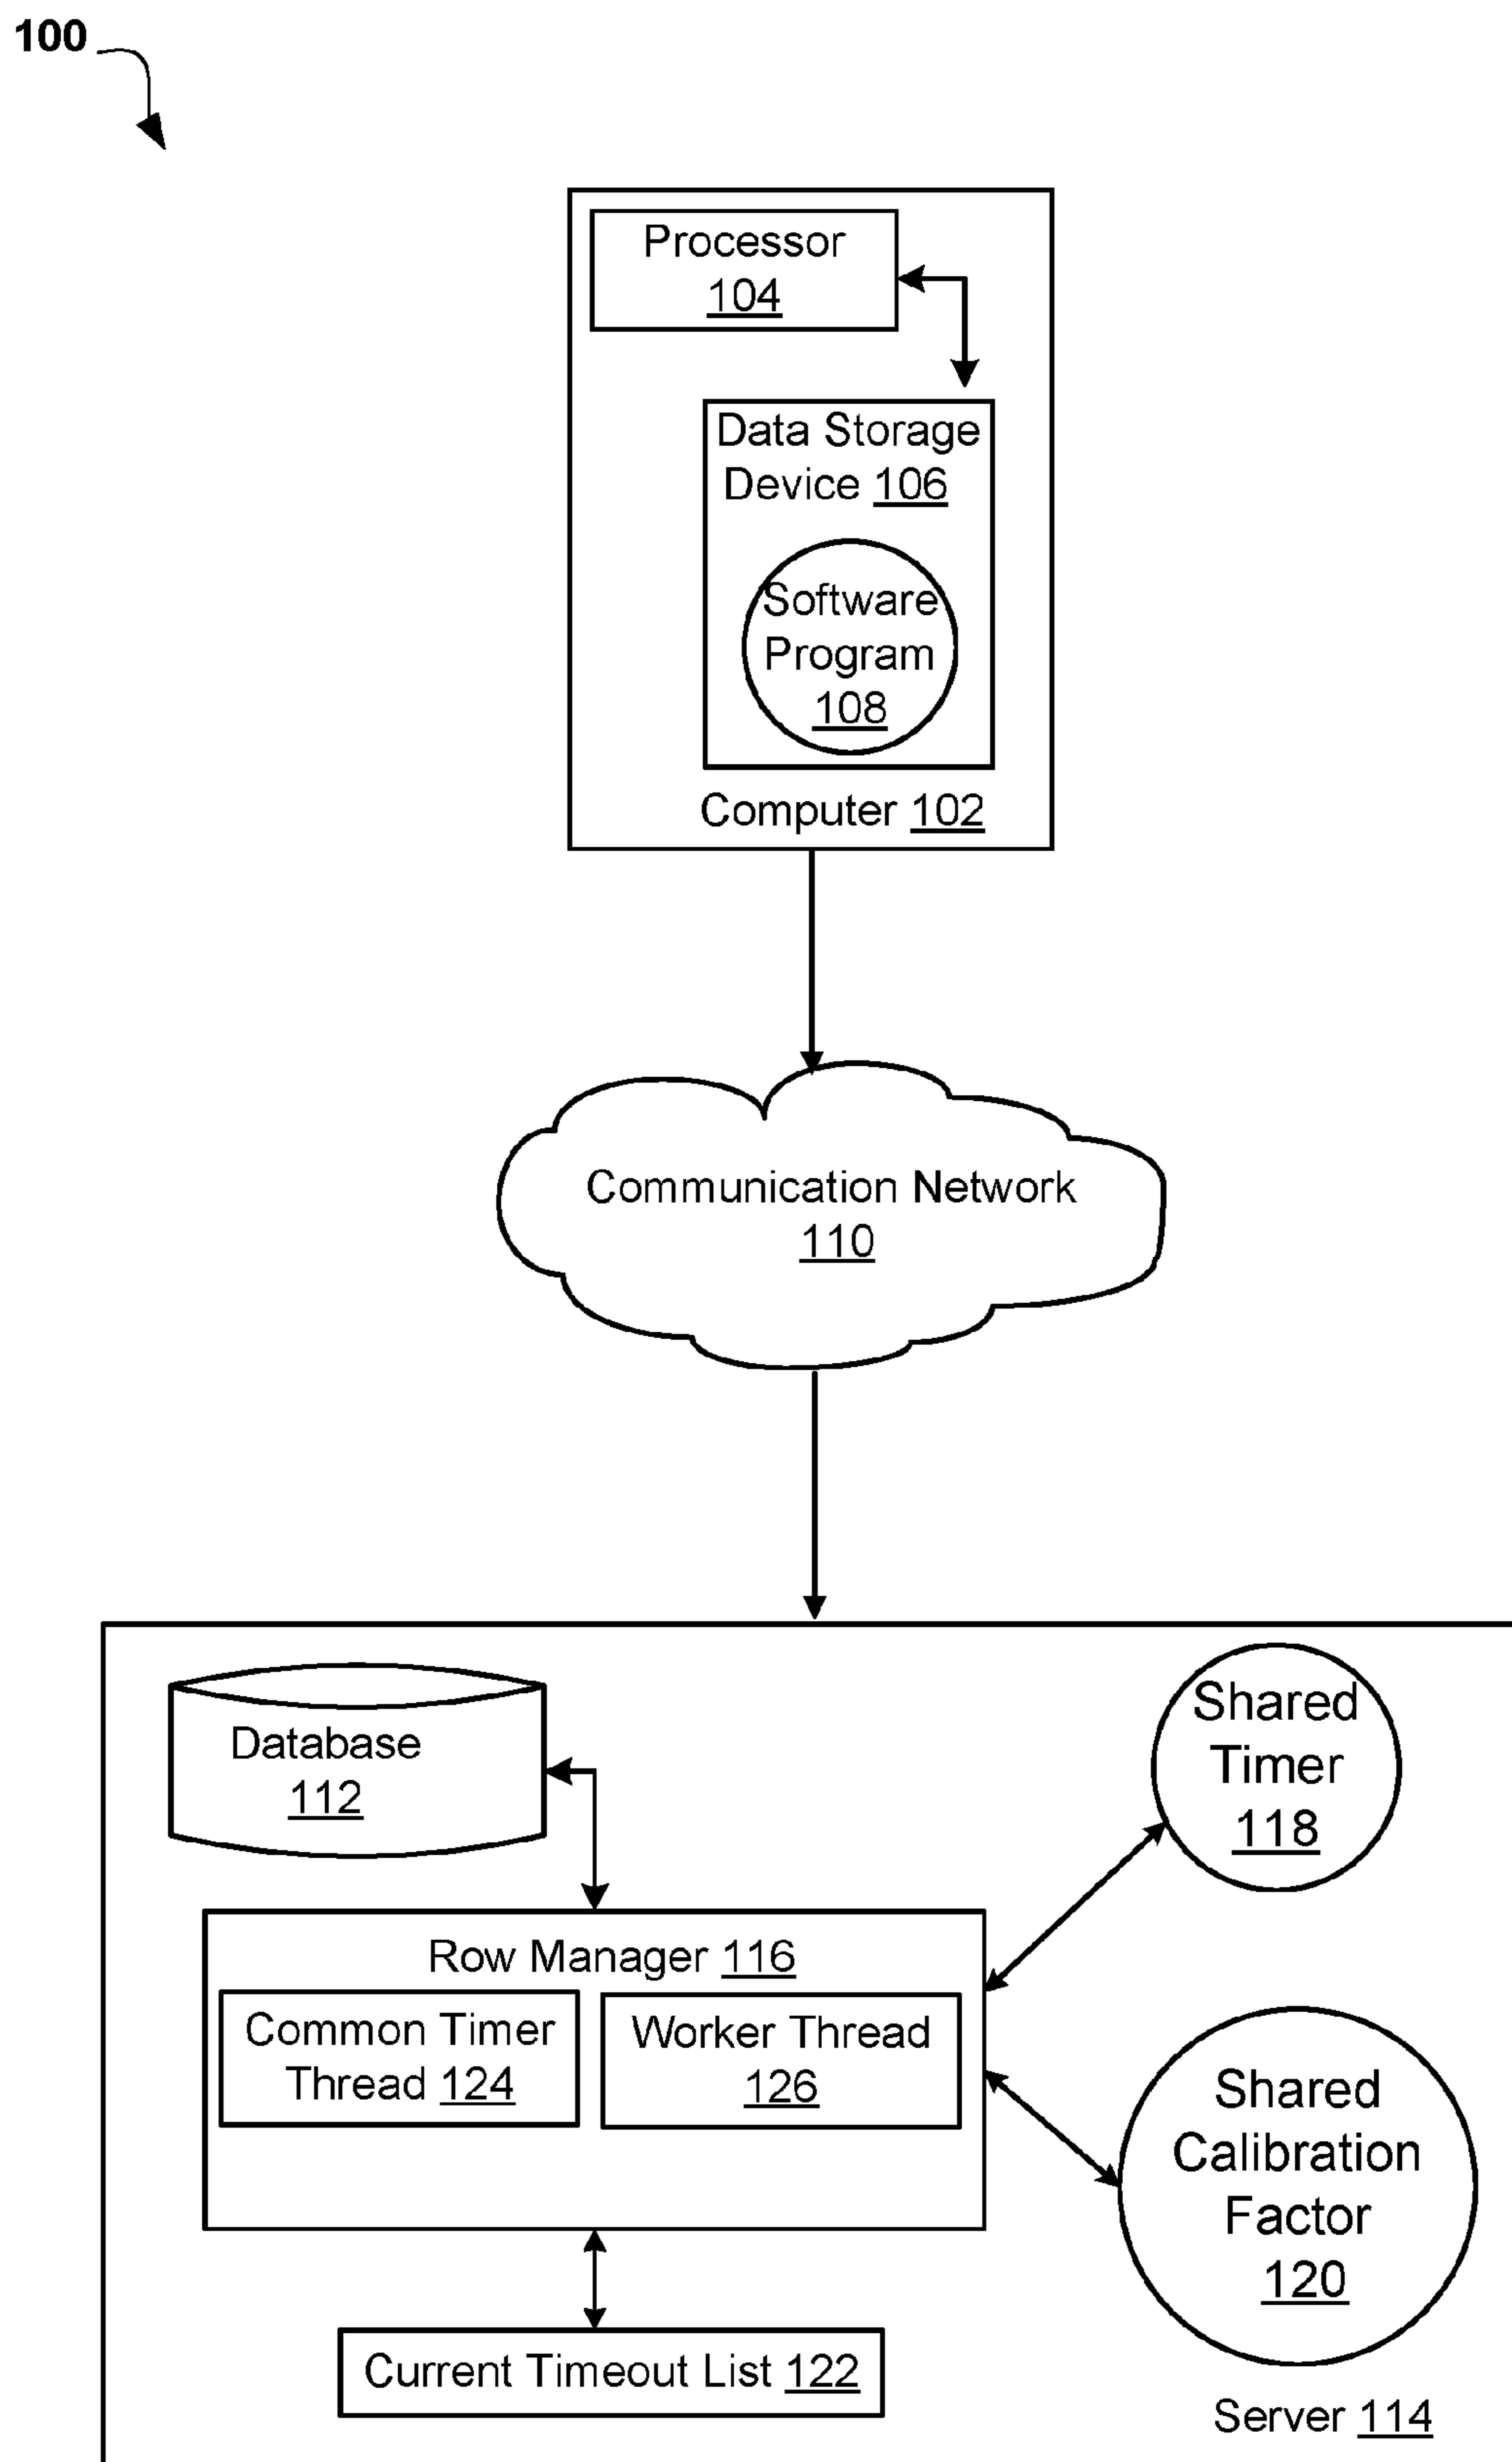 100
Processor
104
Data Storage
Device 106
Software
Program
108
Computer 102
Communication Network
110
Database
112
Shared
Timer
118
Row Manager 116
Common Timer
Thread 124
Worker Thread
126
Shared
Calibration
Factor
120
Current Timeout List 122
Server 114